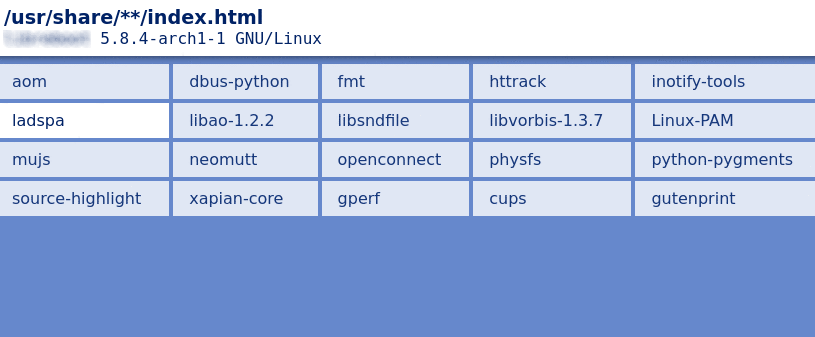 /usr/share/**/index.html
5.8.4-arch1-1 GNU/Linux
aom dbus-python fmt httrack inotify-tools
ladspa libao-1.2.2 libsndfile libvorbis-1.3.7 Linux-PAM
mujs neomutt openconnect physfs python-pygments
source-highlight xapian-core gperf cups gutenprint